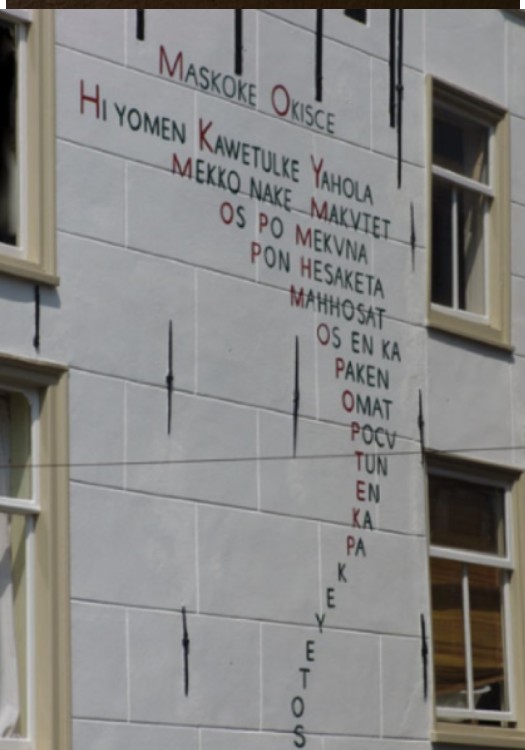 MASKOKE OKISCE
HI YOMEN KAWETULKE YAHOLA
MEKKO NAKE MAKVTET
OS PO MEKVNA
PON HESAKETA
MAHHOSAT
OS EN KA
PAKEN
OMAT
POCV
TUN
EN
KA
PA
K
E
Y
E
T
O
S